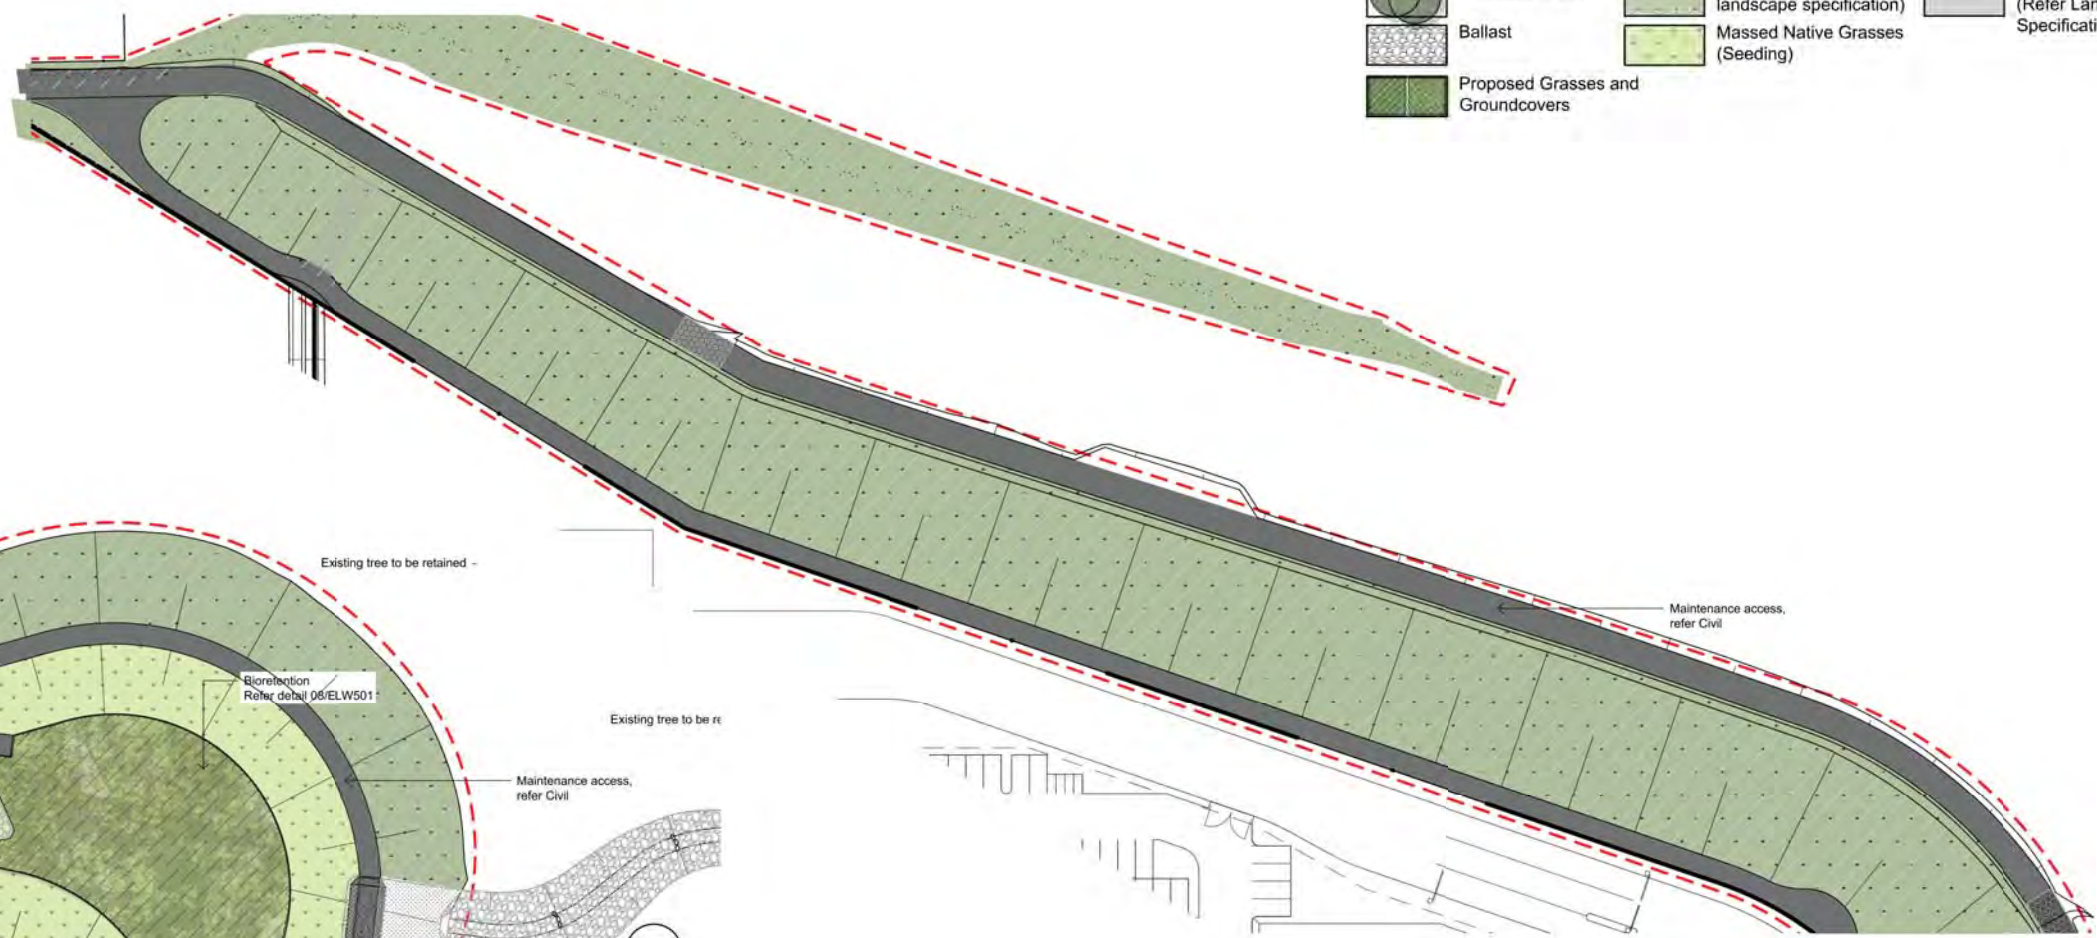 landscape specification)
(Refer Lan
Specificati
Ballast
Massed Native Grasses
(Seeding)
Proposed Grasses and
Groundcovers
Existing tree to be retained
Maintenance access,
refer Civil
Bioretention
Refer detail 08/ELW501
Existing tree to be re
Maintenance access,
refer Civil